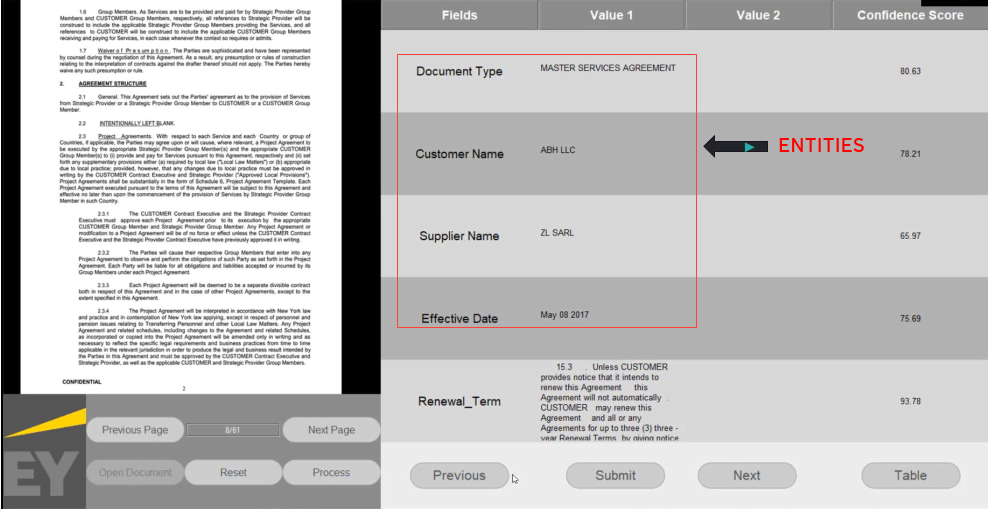 1.6 Group Members. As Services are to be provided and paid for by Strategic Provider Group
Members and CUSTOMER Group Members, respectively, all references to Strategic Provider will be
construed to include the applicable Strategic Provider Group Members providing the Services, and all
references to CUSTOMER will be construed to include the applicable CUSTOMER Group Members
receiving and paying for Services, in each case whenever the context so requires or admits.
1.7 Waiver of Presumption. The Parties are sophisticated and have been represented
by counsel during the negotiation of this Agreement. As a result, any presumption or rules of construction
relating to the interpretation of contracts against the drafter thereof should not apply. The Parties hereby
waive any such presumption or rule.
2. AGREEMENT STRUCTURE
2.1 General. This Agreement sets out the Parties' agreement as to the provision of Services
from Strategic Provider or a Strategic Provider Group Member to CUSTOMER or a CUSTOMER Group
Member.
2.2 INTENTIONALLY LEFT BLANK.
2.3 Project Agreements. With respect to each Service and each Country or group of
Countries, if applicable, the Parties may agree upon or will cause, where relevant, a Project Agreement to
be executed by the appropriate Strategic Provider Group Member(s) and the appropriate CUSTOMER
Group Member(s) to (i) provide and pay for Services pursuant to this Agreement, respectively and (ii) set
forth any supplementary provisions either (a) required by local law ("Local Law Matters") or (b) appropriate
due to local practice; provided, however, that any changes due to local practice must be approved in
writing by the CUSTOMER Contract Executive and Strategic Provider ("Approved Local Provisions").
Project Agreements shall be substantially in the form of Schedule 6, Project Agreement Template. Each
Project Agreement executed pursuant to the terms of this Agreement will be subject to this Agreement and
effective no later than upon the commencement of the provision of Services by Strategic Provider Group
Member in such Country.
2.3.1 The CUSTOMER Contract Executive and the Strategic Provider Contract
Executive must approve each Project Agreement prior to its execution by the appropriate
CUSTOMER Group Member and Strategic Provider Group Member. Any Project Agreement or
modification to a Project Agreement will be of no force or effect unless the CUSTOMER Contract
Executive and the Strategic Provider Contract Executive have previously approved it in writing.
2.3.2 The Parties will cause their respective Group Members that enter into any
Project Agreement to observe and perform the obligations of such Party as set forth in the Project
Agreement. Each Party will be liable for all obligations and liabilities accepted or incurred by its
Group Members under each Project Agreement.
2.3.3 Each Project Agreement will be deemed to be a separate divisible contract
both in respect of this Agreement and in the case of other Project Agreements, except to the
extent specified in this Agreement.
2.3.4 The Project Agreement will be interpreted in accordance with New York law
and practice and in contemplation of New York law applying, except in respect of personnel and
pension issues relating to Transferring Personnel and other Local Law Matters. Any Project
Agreement and related schedules, including changes to the Agreement and related Schedules,
as incorporated or copied into the Project Agreement will be amended only in writing and as
necessary to reflect the specific legal requirements and business practices from time to time
applicable in the relevant jurisdiction in order to produce the legal and business result intended by
the Parties in this Agreement and must be approved by the CUSTOMER Contract Executive and
Strategic Provider, as well as the applicable CUSTOMER and Strategic Provider Group Members.
CONFIDENTIAL
2
EY
Previous Page 8/61 Next Page
Open Document Reset Process
Fields Value 1 Value 2 Confidence Score
Document Type MASTER SERVICES AGREEMENT 80.63
Customer Name ABH LLC 78.21
ENTITIES
Supplier Name ZL SARL 65.97
Effective Date May 08 2017 75.69
Renewal_Term 93.78
15.3 . Unless CUSTOMER
provides notice that it intends to
renew this Agreement this
Agreement will not automatically .
CUSTOMER may renew this
Agreement and all or any
Agreements for up to three (3) three -
year Renewal Terms by giving notice
Previous Submit Next Table